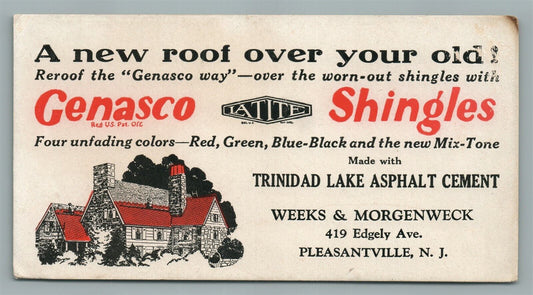 A new roof over your old!
Reroof the "Genasco way"—over the worn-out shingles with
Genasco LATITE Shingles
Reg. U.S. Pat. Off.
Four unfading colors—Red, Green, Blue-Black and the new Mix-Tone
Made with
TRINIDAD LAKE ASPHALT CEMENT
WEEKS & MORGENWECK
419 Edgely Ave.
PLEASANTVILLE, N. J.